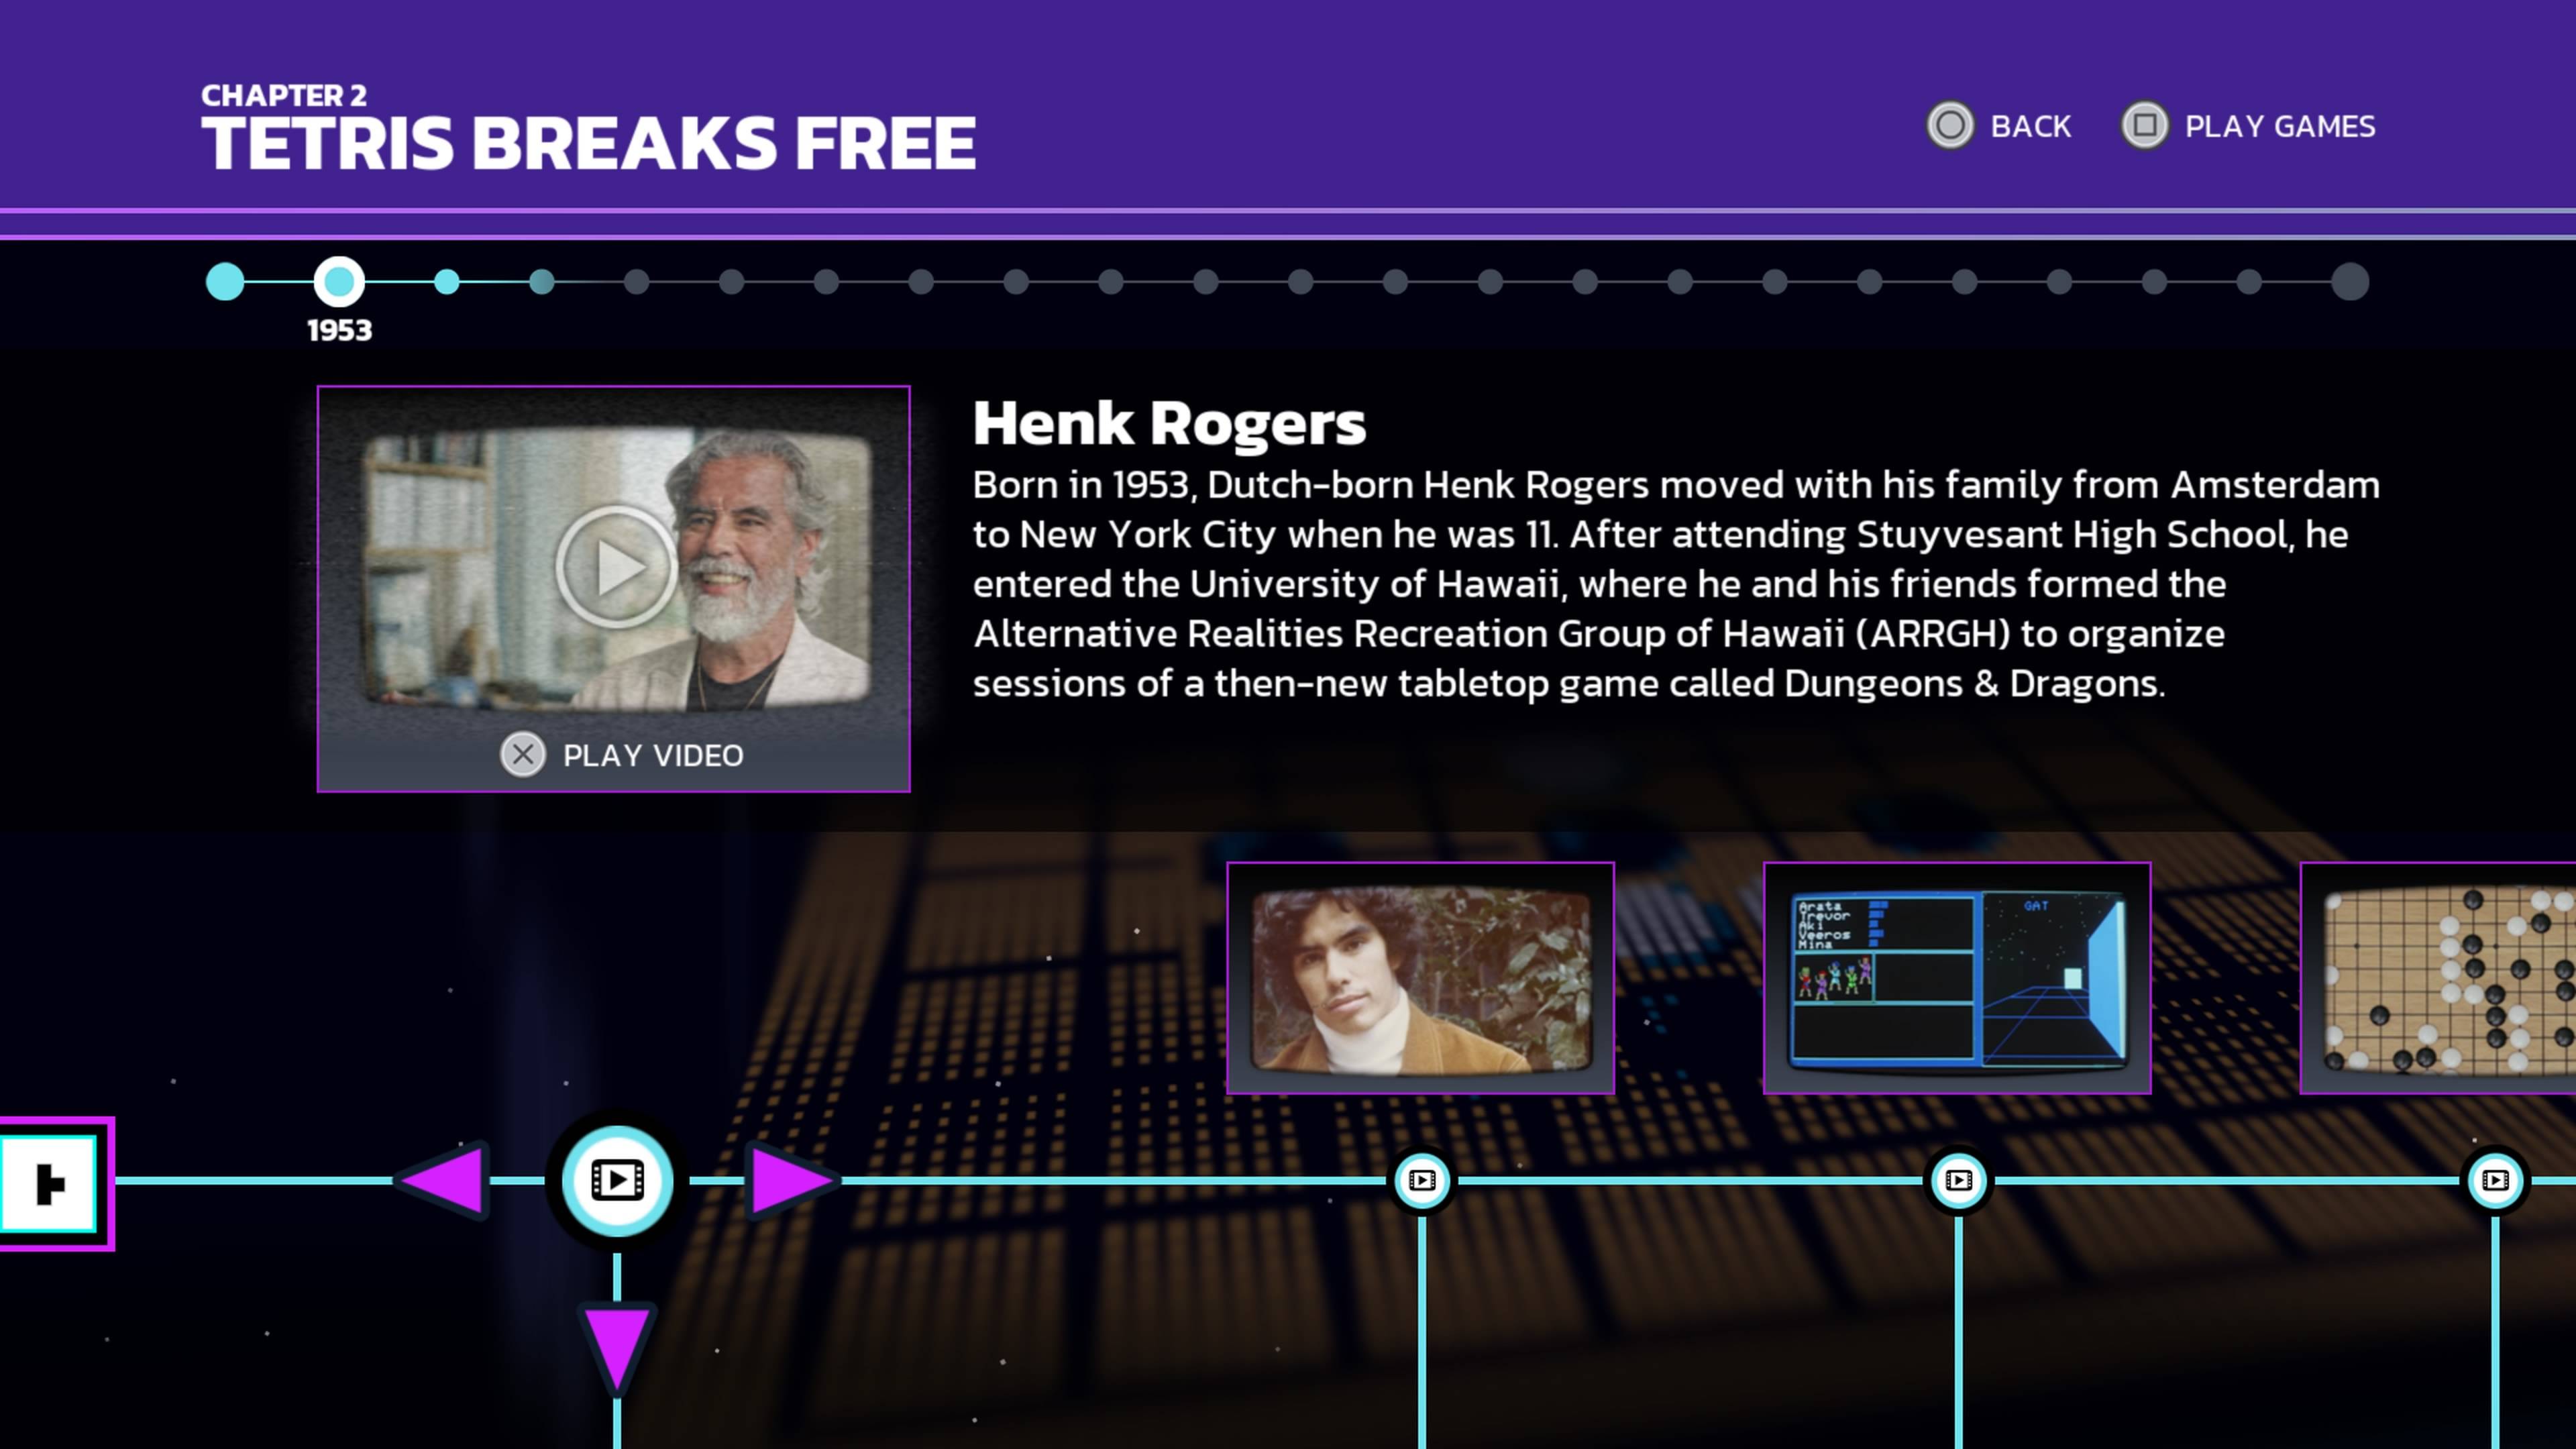 CHAPTER 2
TETRIS BREAKS FREE
BACK
PLAY GAMES
1953
Henk Rogers
Born in 1953, Dutch-born Henk Rogers moved with his family from Amsterdam
to New York City when he was 11. After attending Stuyvesant High School, he
entered the University of Hawaii, where he and his friends formed the
Alternative Realities Recreation Group of Hawaii (ARRGH) to organize
sessions of a then-new tabletop game called Dungeons & Dragons.
PLAY VIDEO
Arata
Trevor
Aki
Veeros
Mina
GAT